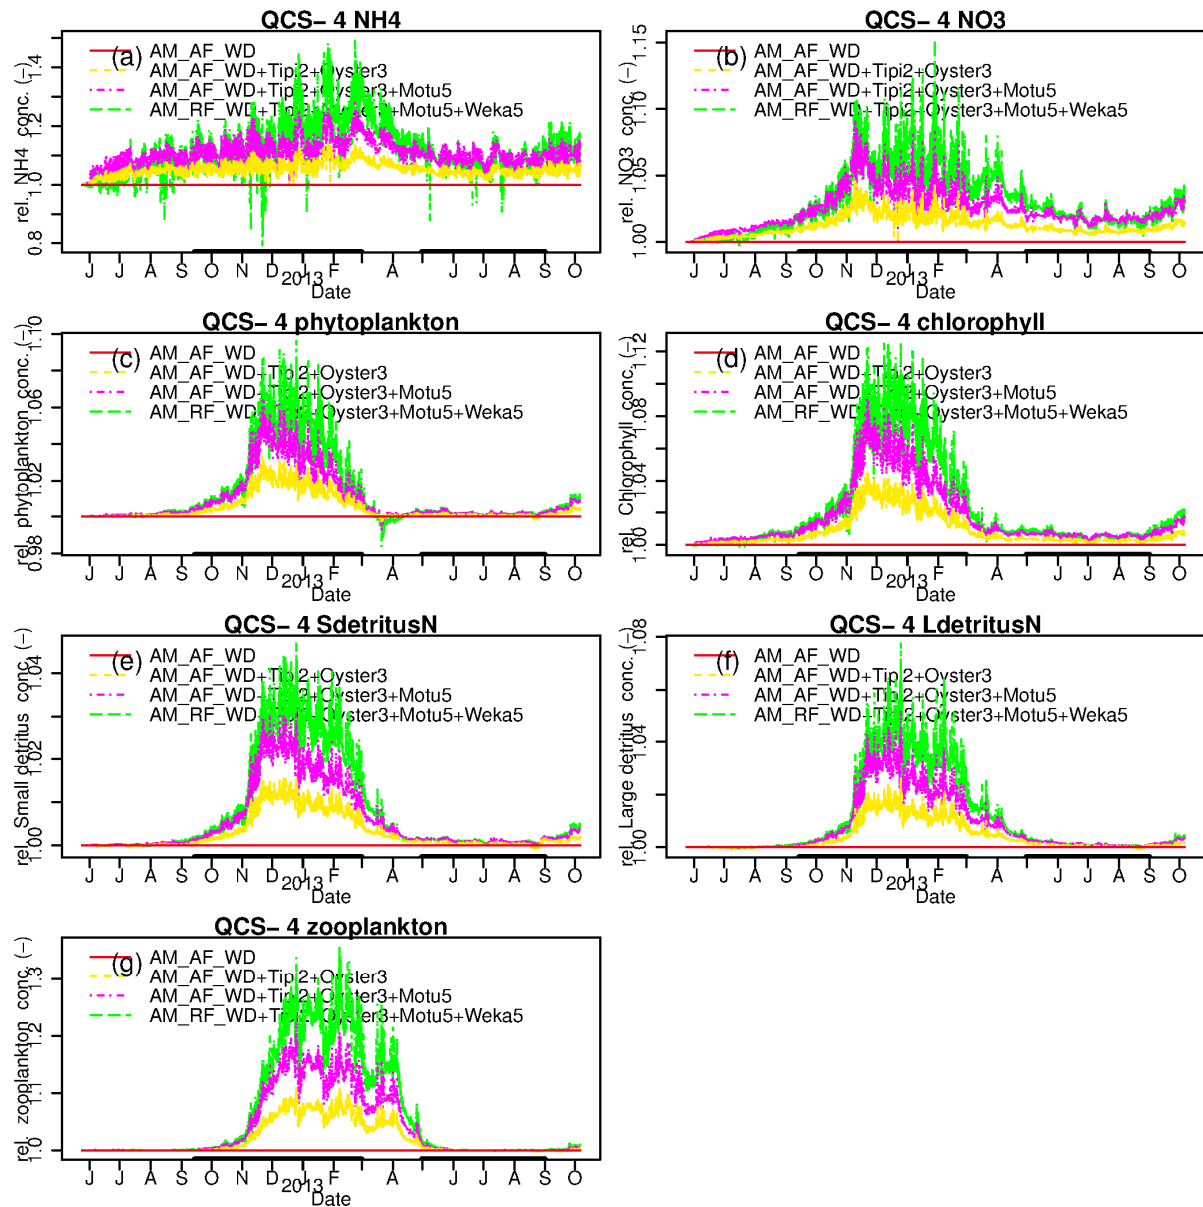 QCS− 4 NH4
(a)
AM_AF_WD
AM_AF_WD+Tipi2+Oyster3
AM_AF_WD+Tipi2+Oyster3+Motu5
AM_RF_WD+Tipi2+Oyster3+Motu5+Weka5
rel. NH4 conc. (−)
0.8 1.0 1.2 1.4
J J A S O N J F A J J A S O
2013
Date
QCS− 4 NO3
(b)
AM_AF_WD
AM_AF_WD+Tipi2+Oyster3
AM_AF_WD+Tipi2+Oyster3+Motu5
AM_RF_WD+Tipi2+Oyster3+Motu5+Weka5
rel. NO3 conc (−)
1.00 1.05 1.10 1.15
J J A S O N D F A J J A S O
2013
Date
QCS− 4 phytoplankton
(c)
AM_AF_WD
AM_AF_WD+Tipi2+Oyster3
AM_AF_WD+Tipi2+Oyster3+Motu5
AM_RF_WD+Tipi2+Oyster3+Motu5+Weka5
rel. phytoplankton conc. (−)
0.98 1.02 1.06 1.10
J J A S O N D F A J J A S O
2013
Date
QCS− 4 chlorophyll
(d)
AM_AF_WD
AM_AF_WD+Tipi2+Oyster3
AM_AF_WD+Tipi2+Oyster3+Motu5
AM_RF_WD+Tipi2+Oyster3+Motu5+Weka5
rel. Chlorophyll conc. (−)
1.00 1.04 1.08 1.12
J J A S O N D F A J J A S O
2013
Date
QCS− 4 SdetritusN
(e)
AM_AF_WD
AM_AF_WD+Tipi2+Oyster3
AM_AF_WD+Tipi2+Oyster3+Motu5
AM_RF_WD+Tipi2+Oyster3+Motu5+Weka5
rel. Small detritus conc. (−)
1.00 1.02 1.04
J J A S O N D F A J J A S O
2013
Date
QCS− 4 LdetritusN
(f)
AM_AF_WD
AM_AF_WD+Tipi2+Oyster3
AM_AF_WD+Tipi2+Oyster3+Motu5
AM_RF_WD+Tipi2+Oyster3+Motu5+Weka5
rel. Large detritus conc. (−)
1.00 1.04 1.08
J J A S O N D F A J J A S O
2013
Date
QCS− 4 zooplankton
(g)
AM_AF_WD
AM_AF_WD+Tipi2+Oyster3
AM_AF_WD+Tipi2+Oyster3+Motu5
AM_RF_WD+Tipi2+Oyster3+Motu5+Weka5
rel. zooplankton conc. (−)
1.0 1.1 1.2 1.3
J J A S O N D F A J J A S O
2013
Date